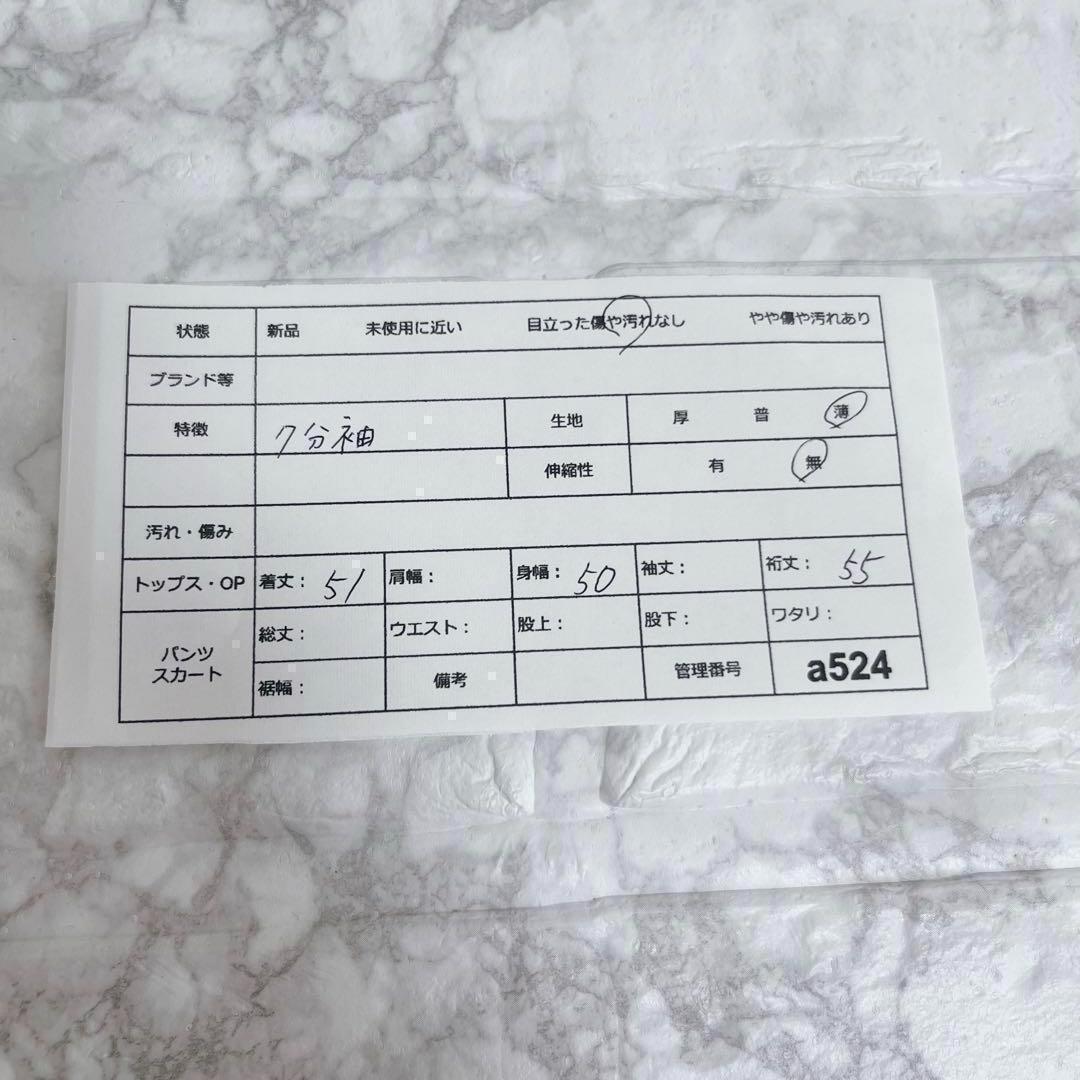 状態 新品 未使用に近い 目立った傷や汚れなし やや傷や汚れあり
ブランド等
特徴 7分袖 生地 厚 普 薄
伸縮性 有 無
汚れ・傷み
トップス・OP 着丈： 51 肩幅： 身幅： 50 袖丈： 裄丈： 55
パンツ
スカート
総丈： ウエスト： 股上： 股下： ワタリ：
裾幅： 備考 管理番号 a524